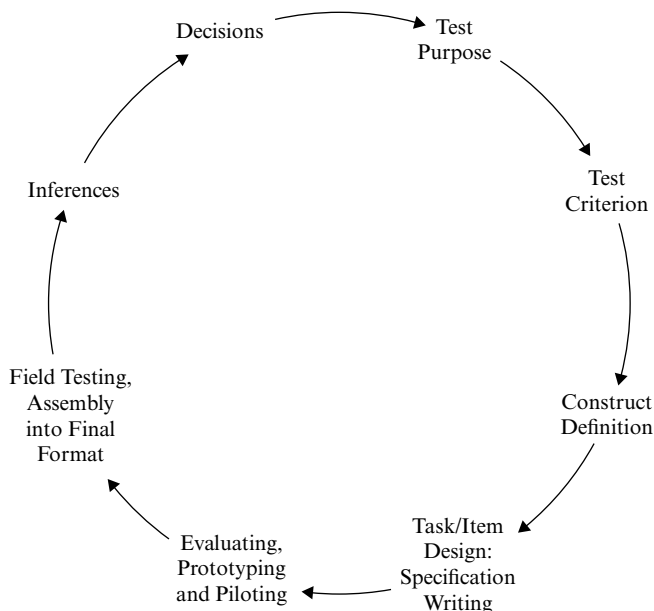 Decisions
Test
Purpose
Test
Criterion
Construct
Definition
Task/Item
Design:
Specification
Writing
Evaluating,
Prototyping
and Piloting
Field Testing,
Assembly
into Final
Format
Inferences